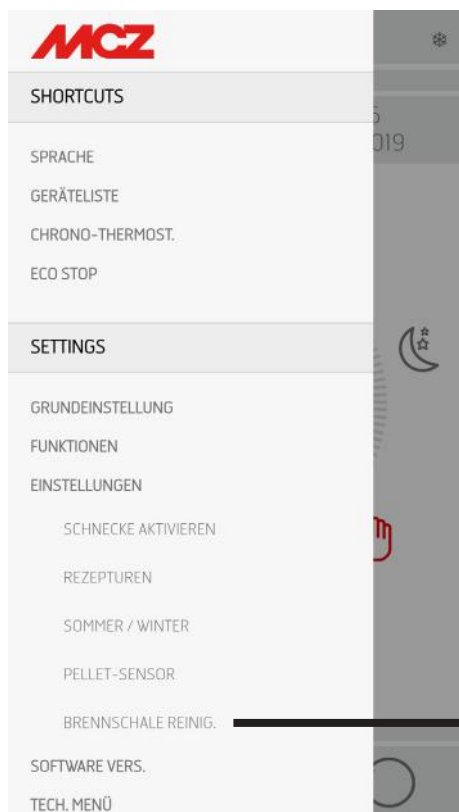 MCZ
SHORTCUTS
SPRACHE
GERÄTELISTE
CHRONO-THERMOST.
ECO STOP
SETTINGS
GRUNDEINSTELLUNG
FUNKTIONEN
EINSTELLUNGEN
SCHNECKE AKTIVIEREN
REZEPTUREN
SOMMER / WINTER
PELLET-SENSOR
BRENNSCHALE REINIG.
SOFTWARE VERS.
TECH. MENÜ